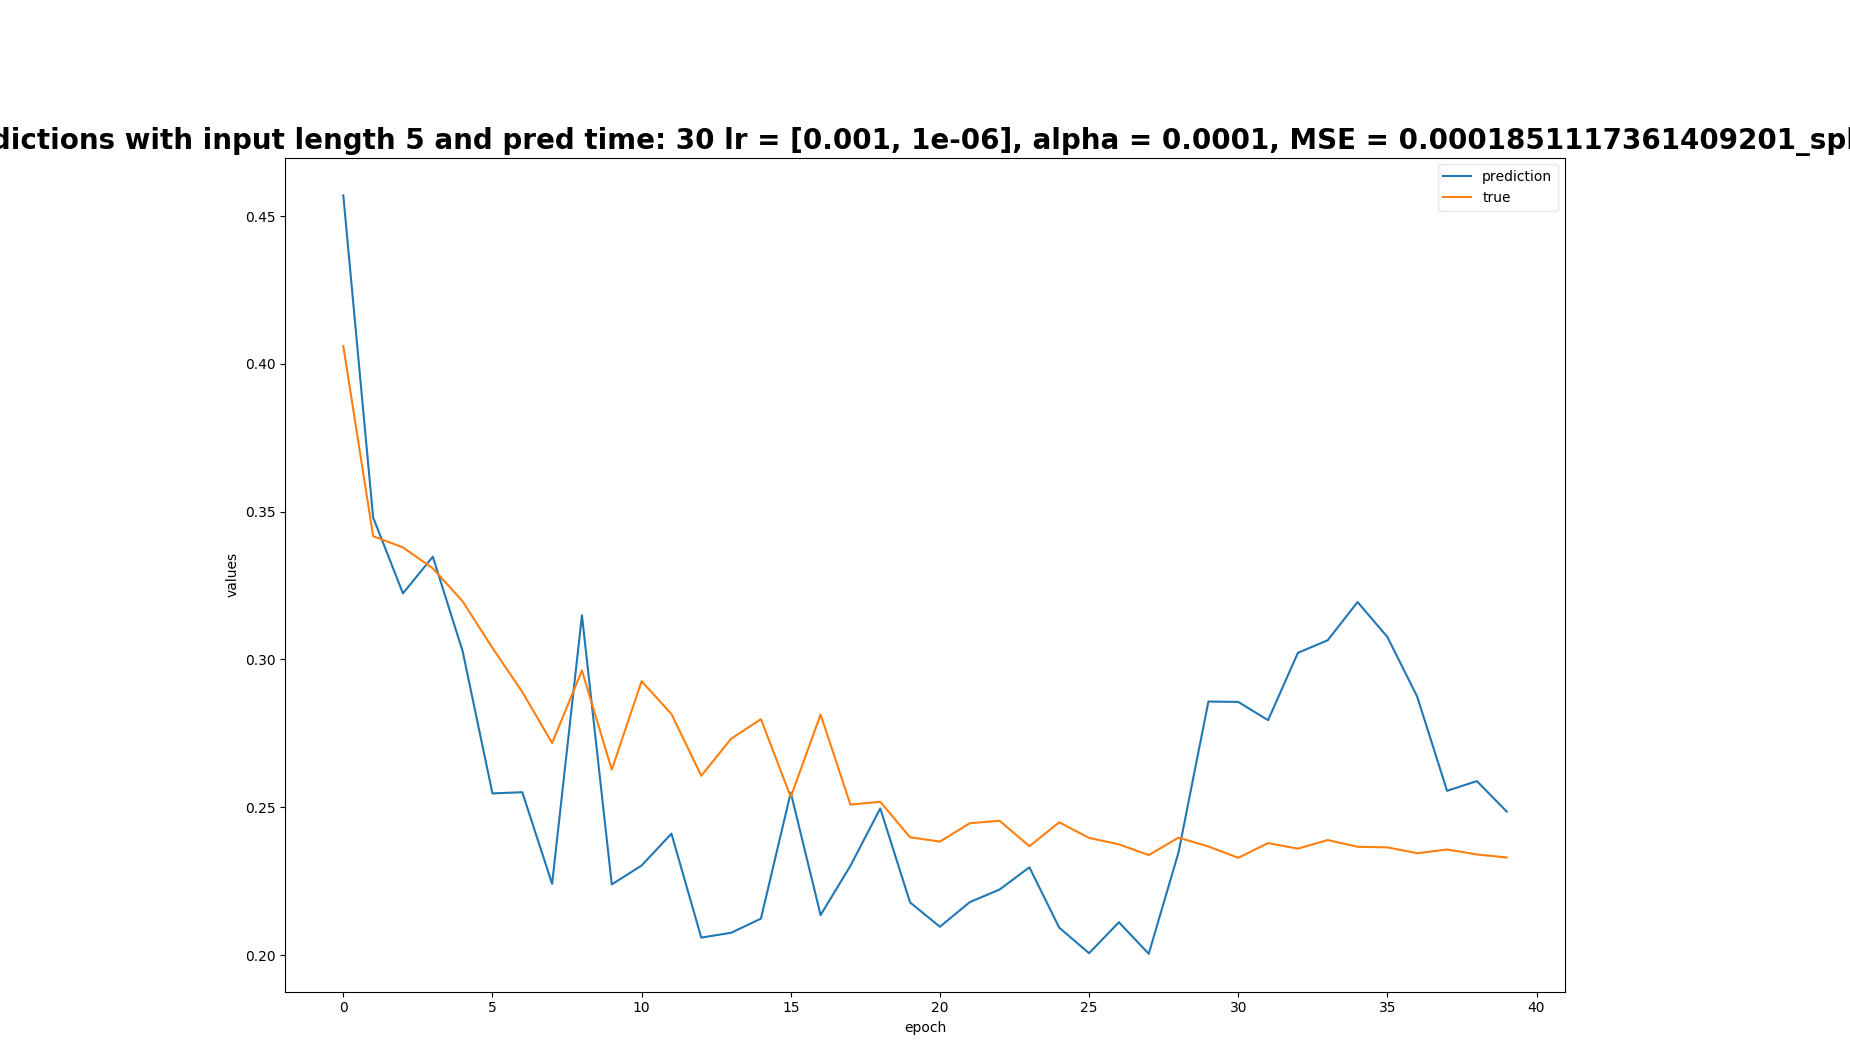 dictions with input length 5 and pred time: 30 lr = [0.001, 1e-06], alpha = 0.0001, MSE = 0.0001851117361409201_spl
prediction
true
0.45
0.40
0.35
0.30
0.25
0.20
values
0 5 10 15 20 25 30 35 40
epoch